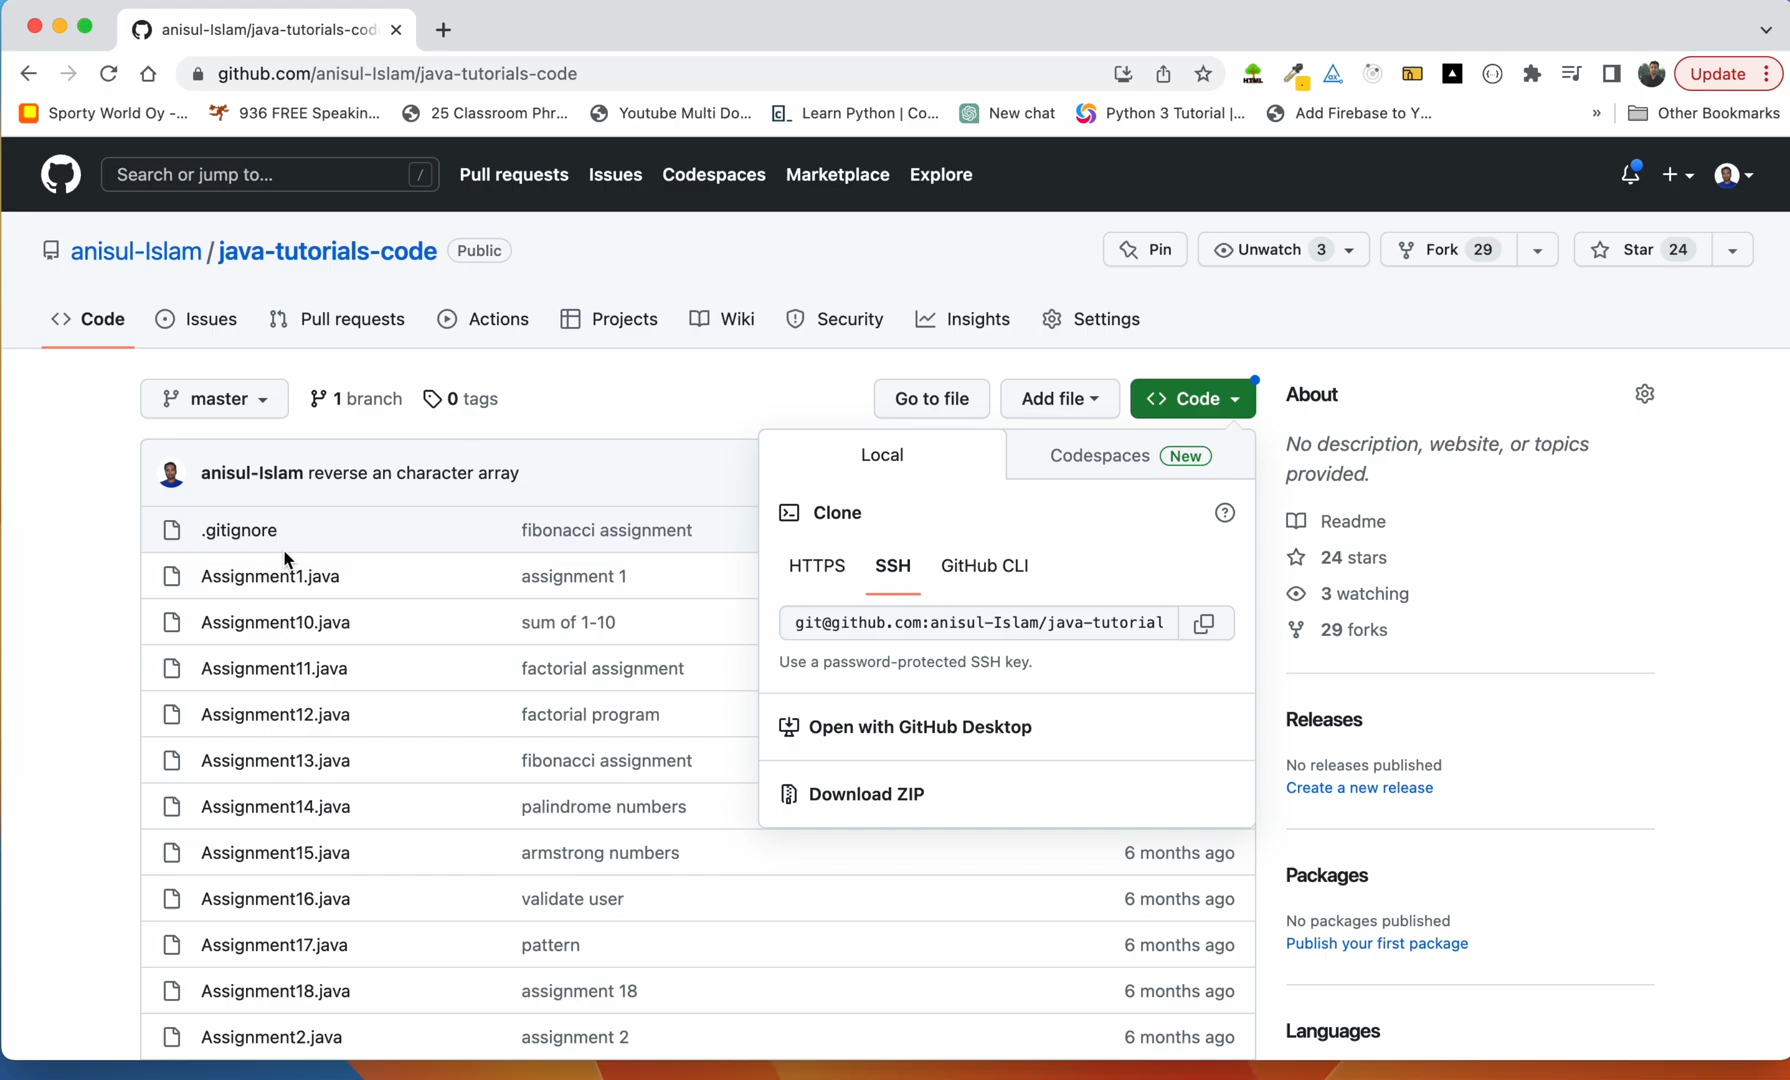 anisul-Islam/java-tutorials-cod
github.com/anisul-Islam/java-tutorials-code
Update
Sporty World Oy -...
936 FREE Speakin...
25 Classroom Phr...
Youtube Multi Do...
Learn Python | Co...
New chat
Python 3 Tutorial |...
Add Firebase to Y...
»
Other Bookmarks
Search or jump to...
/
Pull requests
Issues
Codespaces
Marketplace
Explore
anisul-Islam / java-tutorials-code
Public
Pin
Unwatch 3
Fork 29
Star 24
Code
Issues
Pull requests
Actions
Projects
Wiki
Security
Insights
Settings
master
1 branch
0 tags
Go to file
Add file
Code
anisul-Islam reverse an character array
.gitignore
fibonacci assignment
Assignment1.java
assignment 1
Assignment10.java
sum of 1-10
Assignment11.java
factorial assignment
Assignment12.java
factorial program
Assignment13.java
fibonacci assignment
Assignment14.java
palindrome numbers
Assignment15.java
armstrong numbers
6 months ago
Assignment16.java
validate user
6 months ago
Assignment17.java
pattern
6 months ago
Assignment18.java
assignment 18
6 months ago
Assignment2.java
assignment 2
6 months ago
Local
Codespaces New
Clone
HTTPS
SSH
GitHub CLI
git@github.com:anisul-Islam/java-tutorial
Use a password-protected SSH key.
Open with GitHub Desktop
Download ZIP
About
No description, website, or topics
provided.
Readme
24 stars
3 watching
29 forks
Releases
No releases published
Create a new release
Packages
No packages published
Publish your first package
Languages